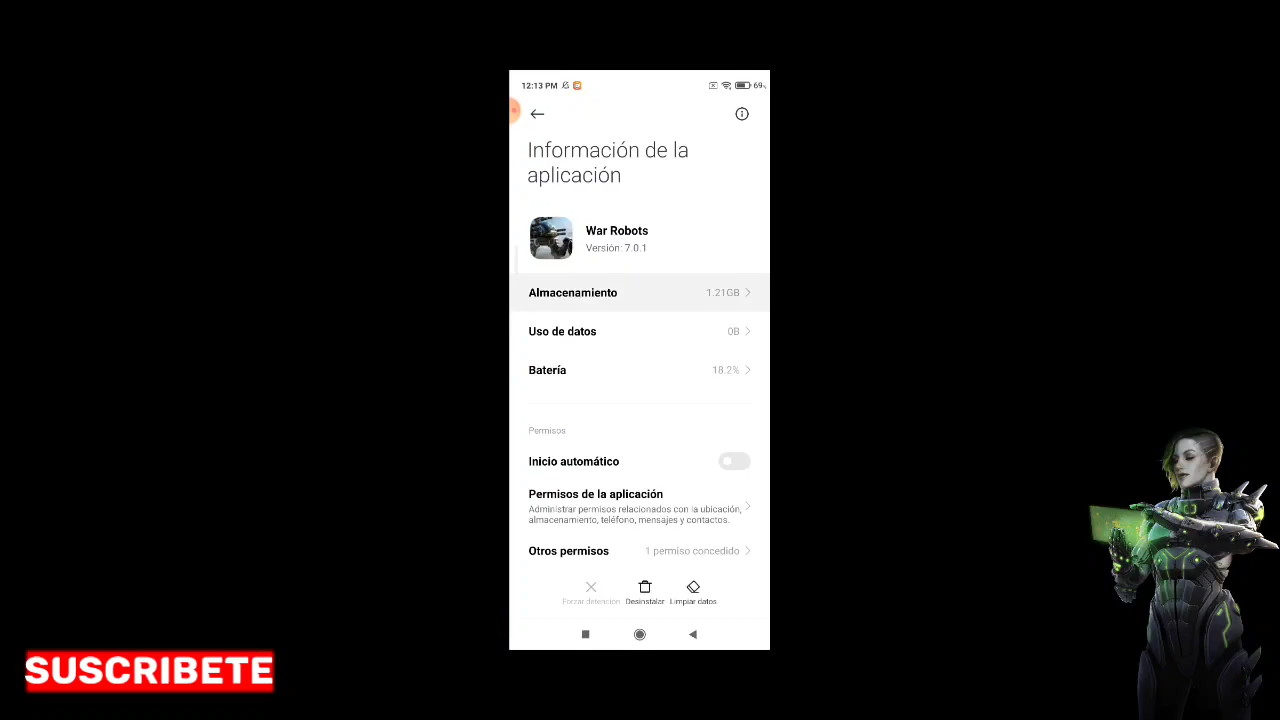 12:13 PM
69%
Información de la
aplicación
War Robots
Versión: 7.0.1
Almacenamiento 1.21GB
Uso de datos 0B
Batería 18.2%
Permisos
Inicio automático
Permisos de la aplicación
Administrar permisos relacionados con la ubicación,
almacenamiento, teléfono, mensajes y contactos.
Otros permisos 1 permiso concedido
Forzar detención Desinstalar Limpiar datos
SUSCRIBETE